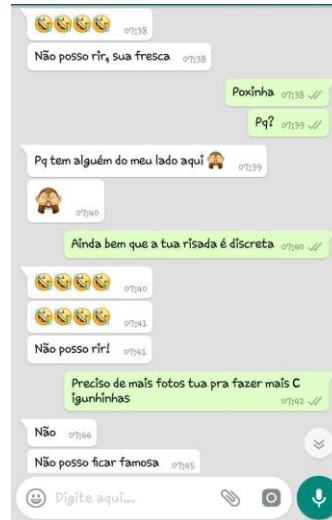 07:38
Não posso rir, sua fresca 07:38
Poxinha 07:38
Pq? 07:39
Pq tem alguém do meu lado aqui 07:39
07:40
Ainda bem que a tua risada é discreta 07:40
07:40
07:41
Não posso rir! 07:41
Preciso de mais fotos tua pra fazer mais C
igunhinhas 07:42
Não 07:44
Não posso ficar famosa 07:45
Digite aqui...